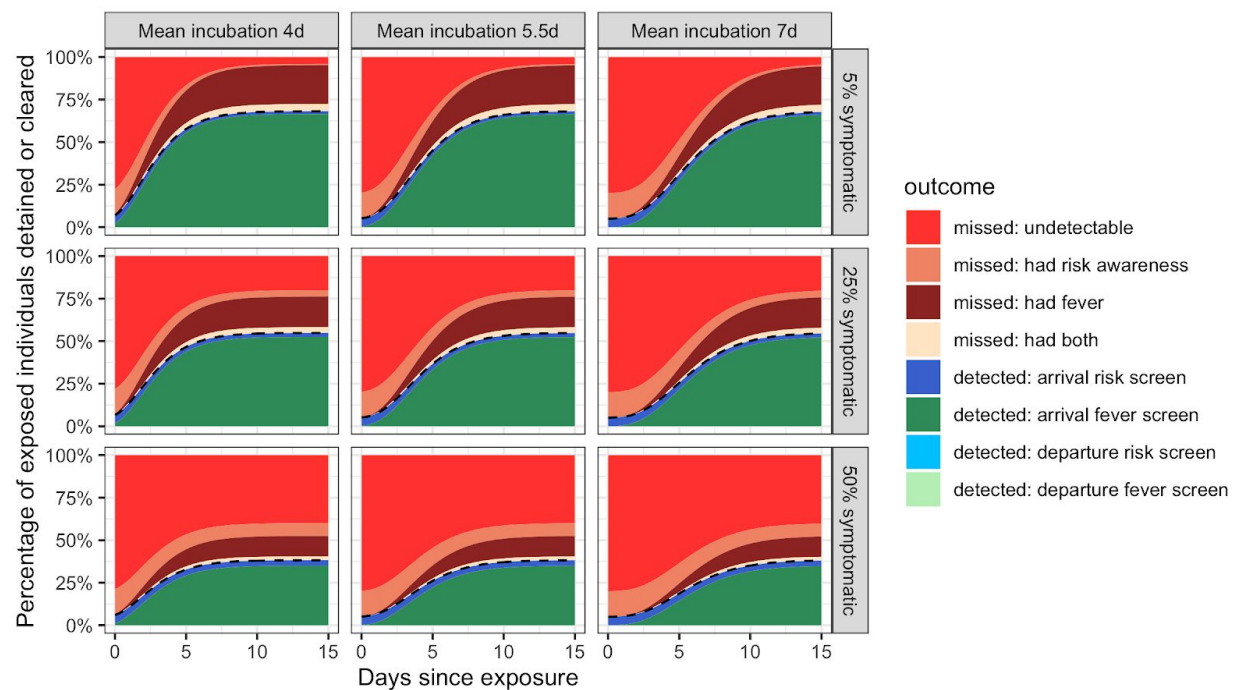 Mean incubation 4d
Mean incubation 5.5d
Mean incubation 7d
Percentage of exposed individuals detained or cleared
100%
75%
50%
25%
0%
5% symptomatic
100%
75%
50%
25%
0%
25% symptomatic
100%
75%
50%
25%
0%
50% symptomatic
0 5 10 15
0 5 10 15
0 5 10 15
Days since exposure
outcome
missed: undetectable
missed: had risk awareness
missed: had fever
missed: had both
detected: arrival risk screen
detected: arrival fever screen
detected: departure risk screen
detected: departure fever screen